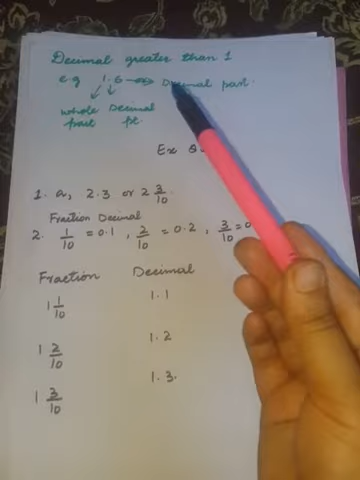 Decimal greater than 1
e.g 1.6 → Decimal part.
whole Decimal
part pt.
Ex
1. a, 2.3 or 2 3/10.
Fraction Decimal
2. 1/10 = 0.1, 2/10 = 0.2, 3/10 = 0
Fraction Decimal
1 1/10 1.1
1 2/10 1.2
1 3/10 1.3.